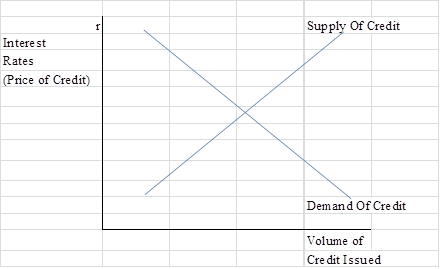 r
Supply Of Credit
Interest
Rates
(Price of Credit)
Demand Of Credit
Volume of
Credit Issued